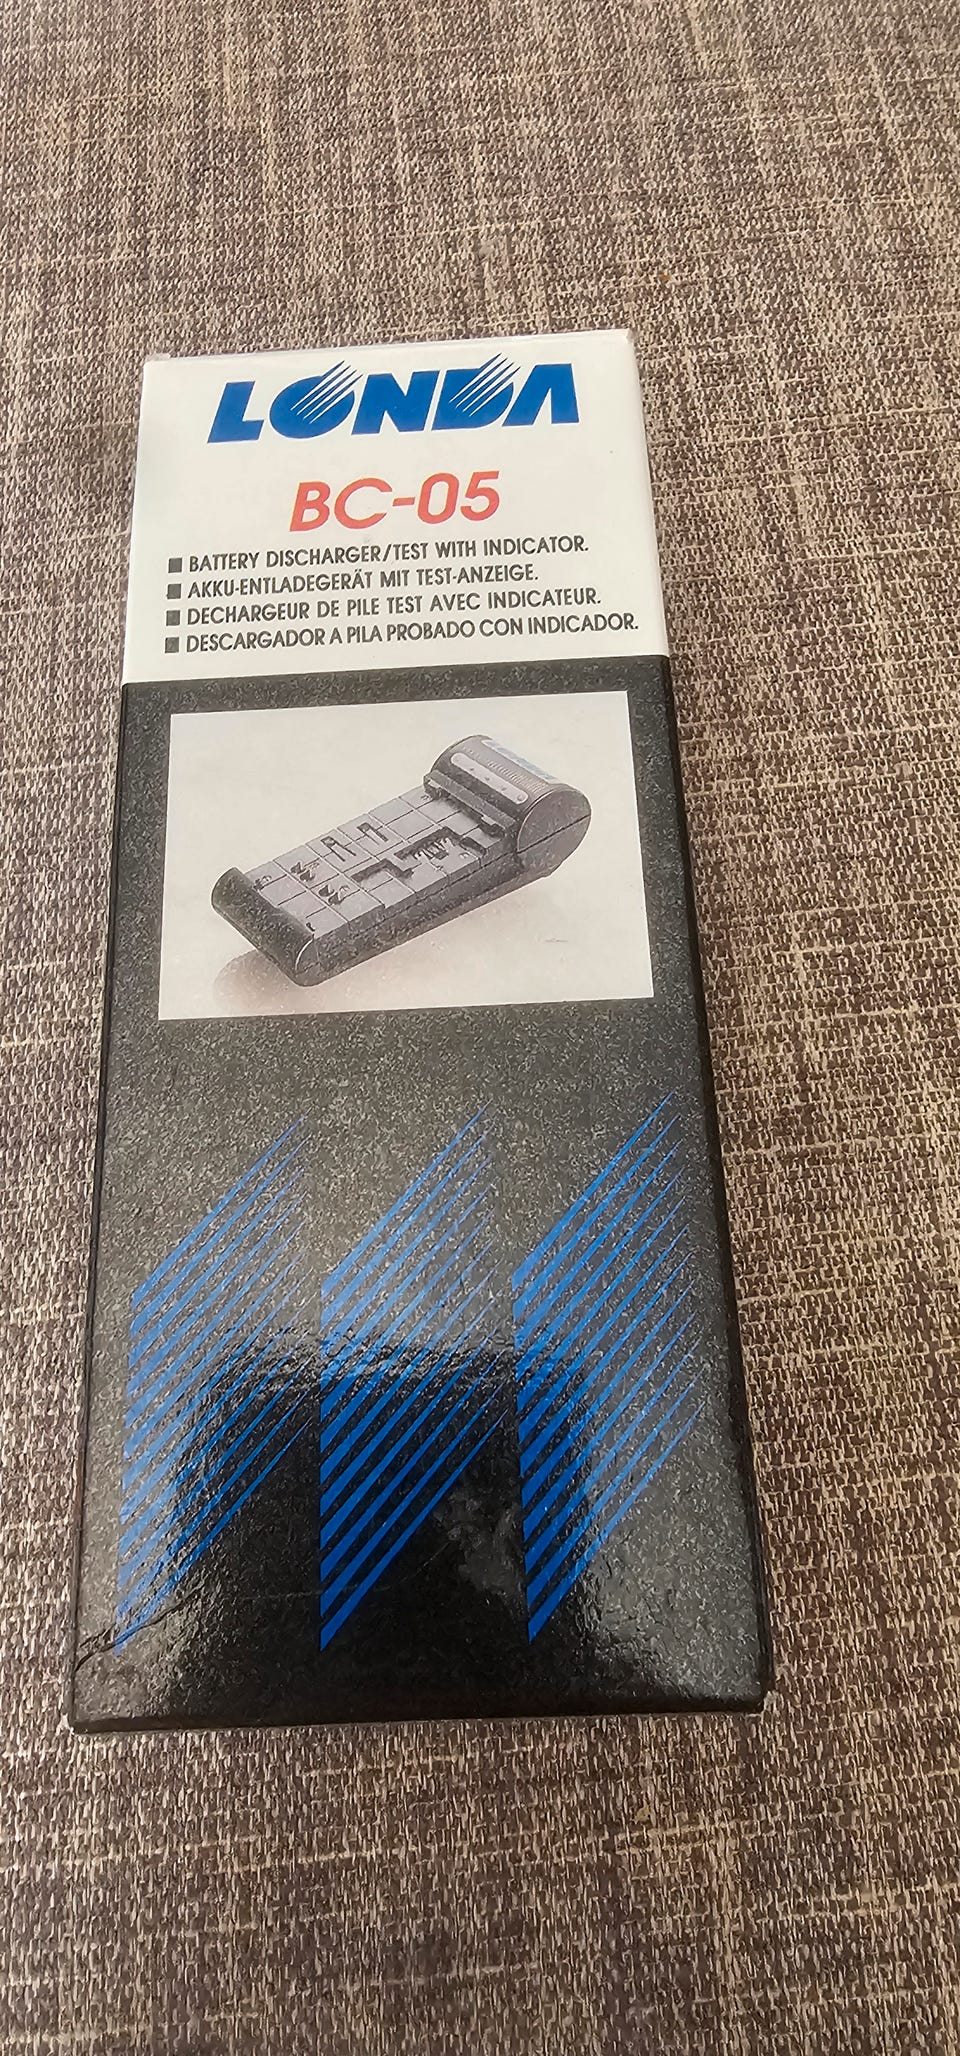 LONDA
BC-05
■ BATTERY DISCHARGER/TEST WITH INDICATOR.
■ AKKU-ENTLADEGERÄT MIT TEST-ANZEIGE.
■ DECHARGEUR DE PILE TEST AVEC INDICATEUR.
■ DESCARGADOR A PILA PROBADO CON INDICADOR.